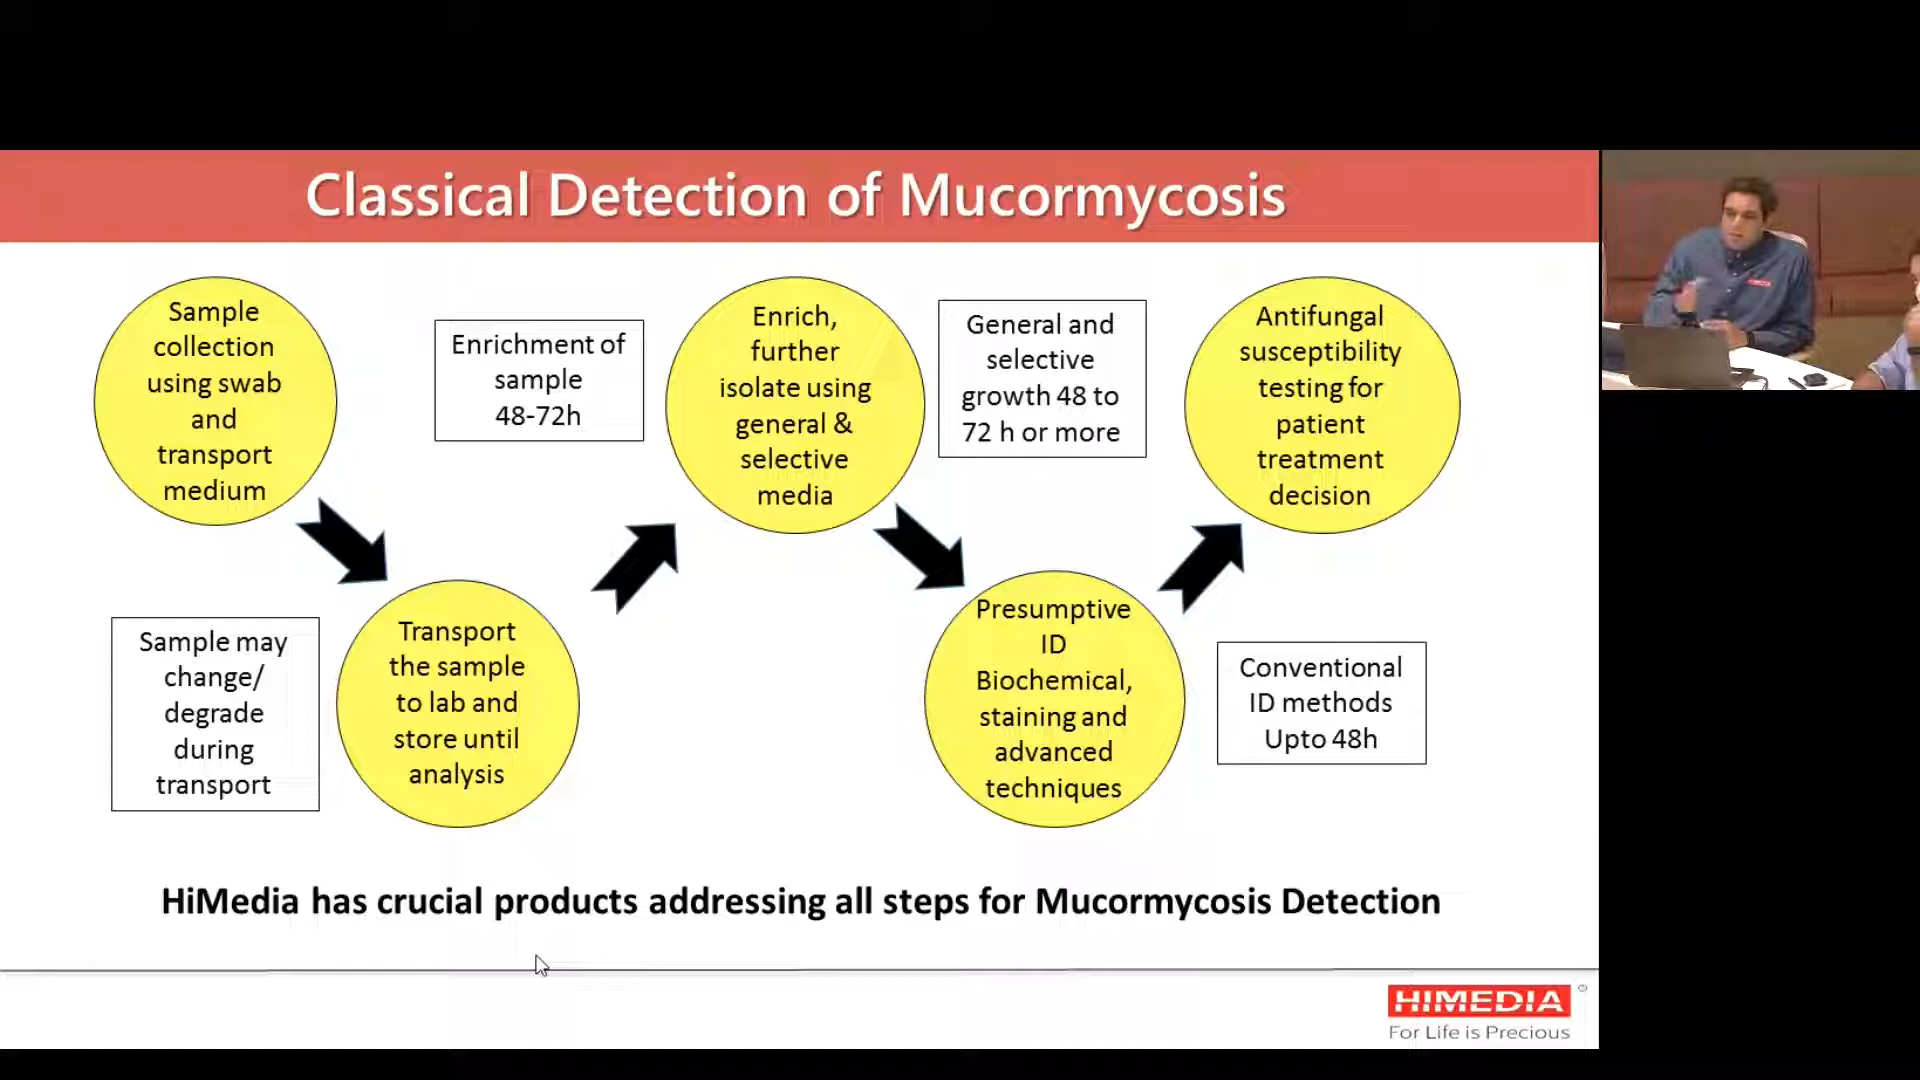 Classical Detection of Mucormycosis
Sample
collection
using swab
and
transport
medium
Enrichment of
sample
48-72h
Enrich,
further
isolate using
general &
selective
media
General and
selective
growth 48 to
72 h or more
Antifungal
susceptibility
testing for
patient
treatment
decision
Sample may
change/
degrade
during
transport
Transport
the sample
to lab and
store until
analysis
Presumptive
ID
Biochemical,
staining and
advanced
techniques
Conventional
ID methods
Upto 48h
HiMedia has crucial products addressing all steps for Mucormycosis Detection
HIMEDIA
For Life is Precious